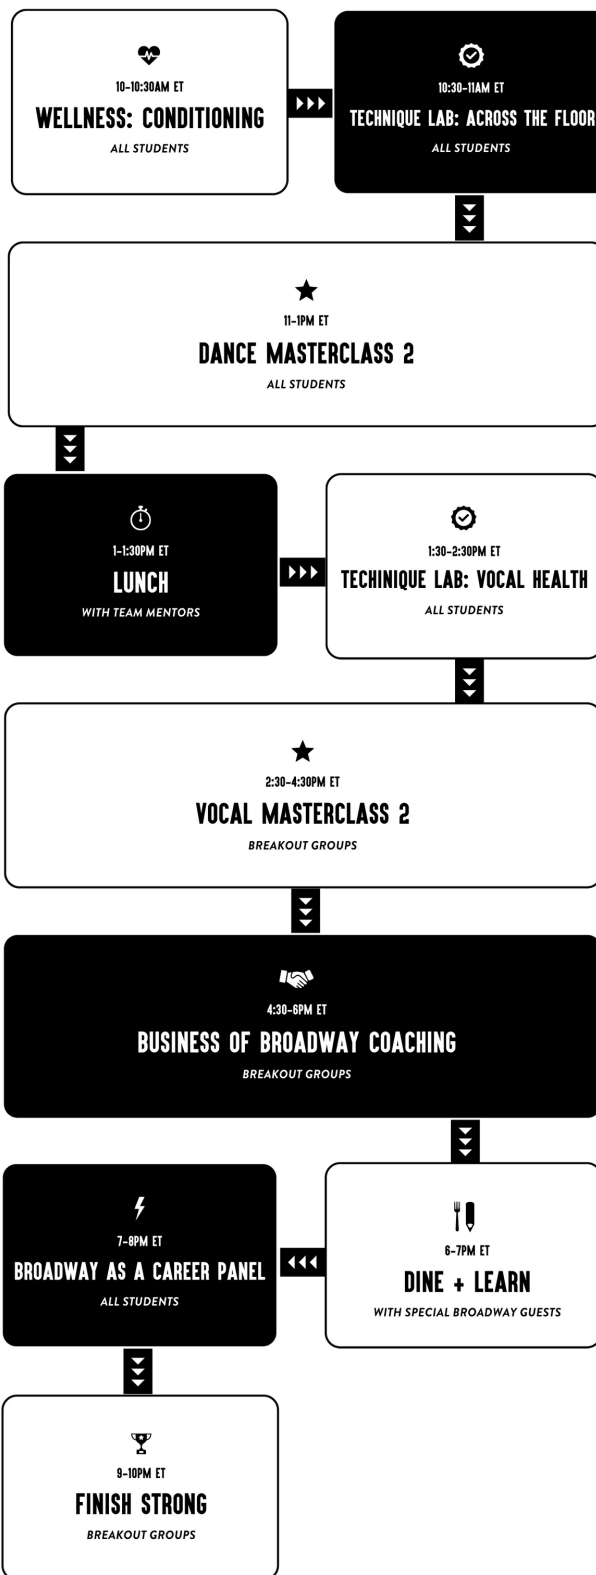 10-10:30AM ET
WELLNESS: CONDITIONING
ALL STUDENTS
10:30-11AM ET
TECHNIQUE LAB: ACROSS THE FLOOR
ALL STUDENTS
11-1PM ET
DANCE MASTERCLASS 2
ALL STUDENTS
1-1:30PM ET
LUNCH
WITH TEAM MENTORS
1:30-2:30PM ET
TECHINIQUE LAB: VOCAL HEALTH
ALL STUDENTS
2:30-4:30PM ET
VOCAL MASTERCLASS 2
BREAKOUT GROUPS
4:30-6PM ET
BUSINESS OF BROADWAY COACHING
BREAKOUT GROUPS
6-7PM ET
DINE + LEARN
WITH SPECIAL BROADWAY GUESTS
7-8PM ET
BROADWAY AS A CAREER PANEL
ALL STUDENTS
9-10PM ET
FINISH STRONG
BREAKOUT GROUPS